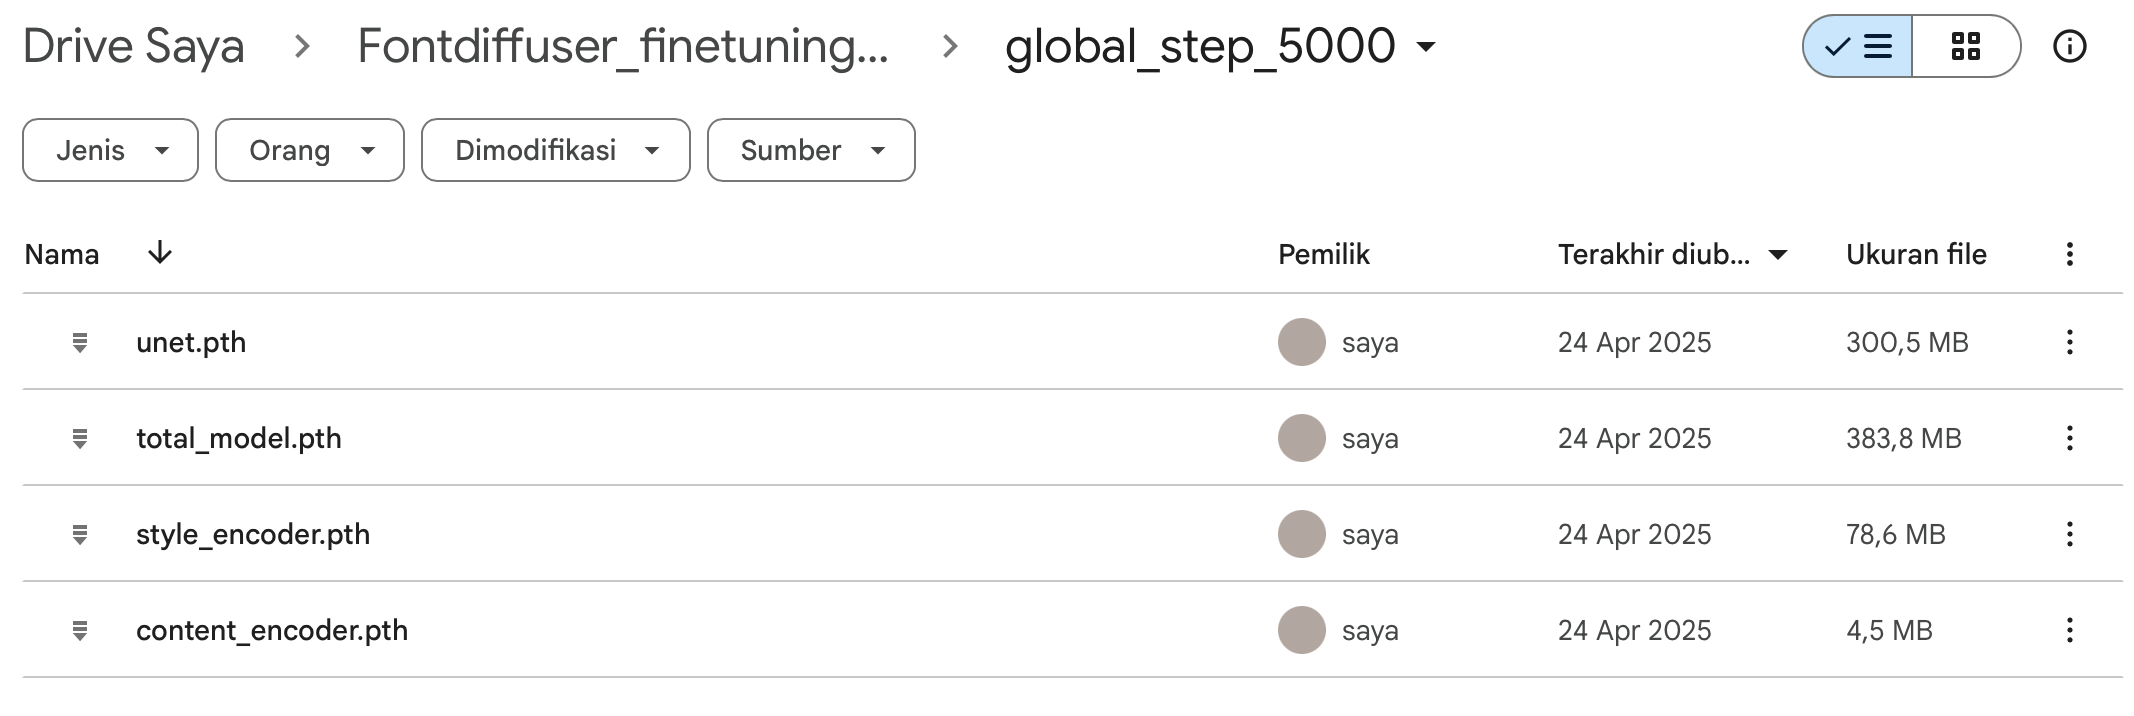 Drive Saya > Fontdiffuser_finetuning... > global_step_5000
Jenis Orang Dimodifikasi Sumber
Nama Pemilik Terakhir diub... Ukuran file
unet.pth saya 24 Apr 2025 300,5 MB
total_model.pth saya 24 Apr 2025 383,8 MB
style_encoder.pth saya 24 Apr 2025 78,6 MB
content_encoder.pth saya 24 Apr 2025 4,5 MB